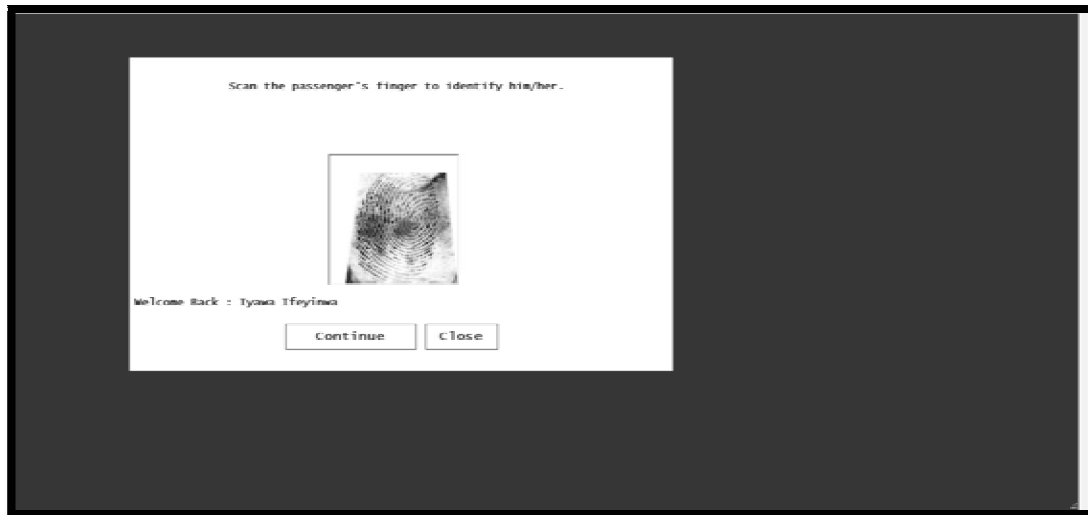 Scan the passenger's finger to identify him/her.
Welcome Back : Iyawa Ifeyinwa
Continue Close